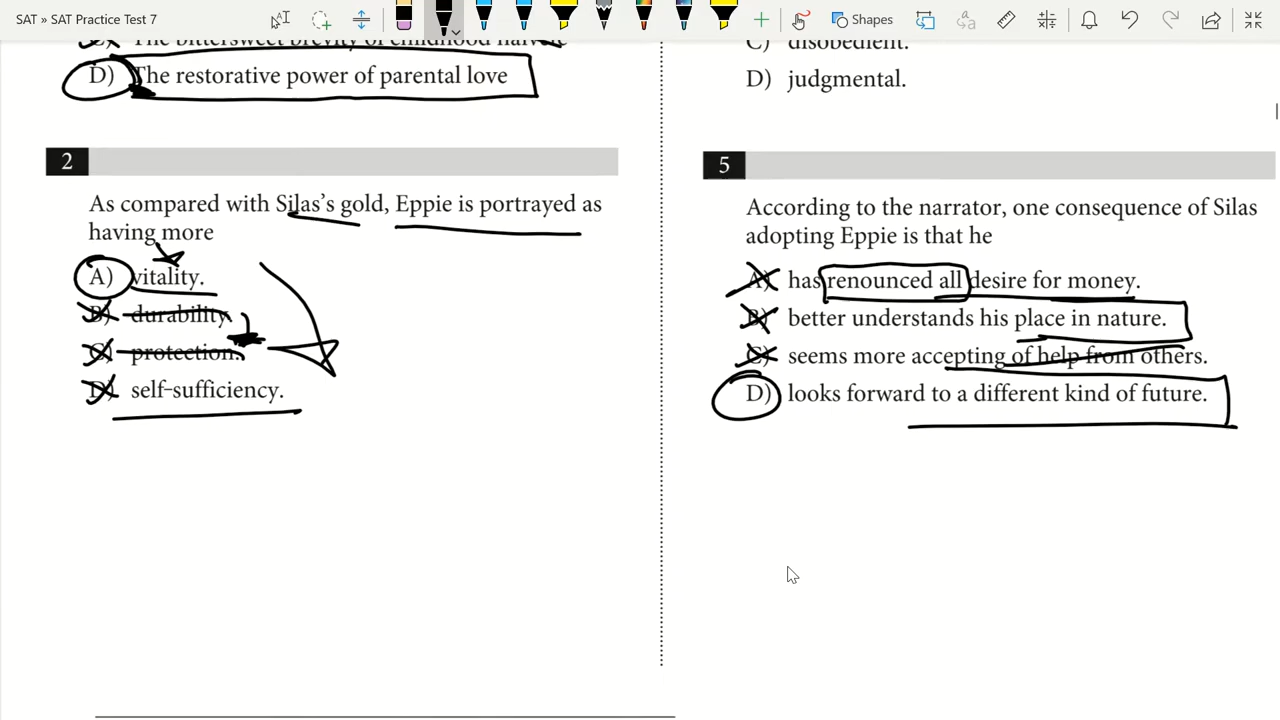 SAT » SAT Practice Test 7
Shapes
C) The bittersweet brevity of childhood naïveté
D) The restorative power of parental love
2
As compared with Silas's gold, Eppie is portrayed as
having more
A) vitality.
B) durability.
C) protection.
D) self-sufficiency.
C) disobedient.
D) judgmental.
5
According to the narrator, one consequence of Silas
adopting Eppie is that he
A) has renounced all desire for money.
B) better understands his place in nature.
C) seems more accepting of help from others.
D) looks forward to a different kind of future.